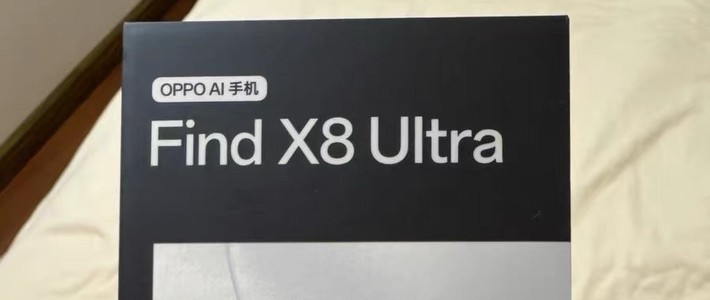 OPPO AI 手机
Find X8 Ultra